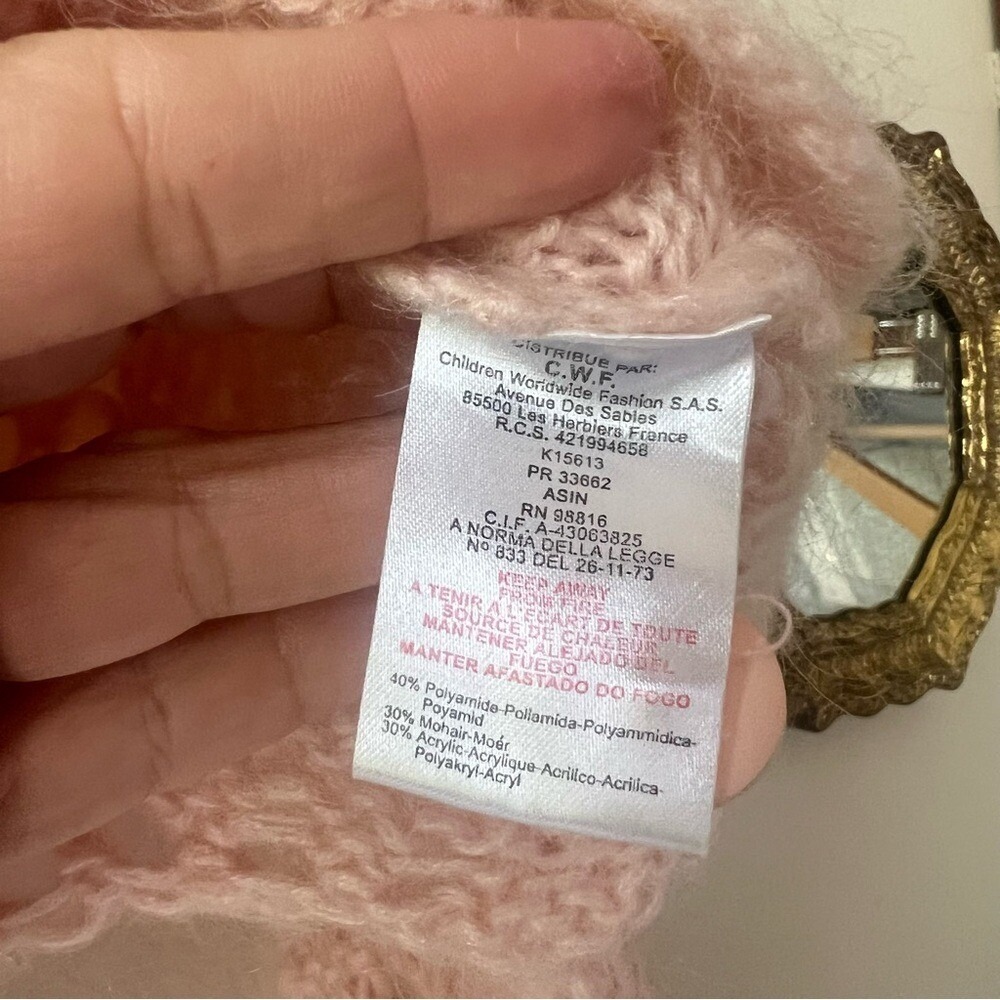 DISTRIBUE PAR:
C.W.F.
Children Worldwide Fashion S.A.S.
Avenue Des Sables
85500 Les Herbiers France
R.C.S. 421994658
K15613
PR 33662
ASIN
RN 98816
C.I.F. A-43063825
A NORMA DELLA LEGGE
Nº 833 DEL 26-11-73
KEEP AWAY
FROM FIRE
A TENIR A L'ECART DE TOUTE
SOURCE DE CHALEUR
MANTENER ALEJADO DEL
FUEGO
MANTER AFASTADO DO FOGO
40% Polyamide-Poliamida-Polyammidica-
Poyamid
30% Mohair-Moér
30% Acrylic-Acrylique-Acrilico-Acrilica-
Polyakryl-Acryl